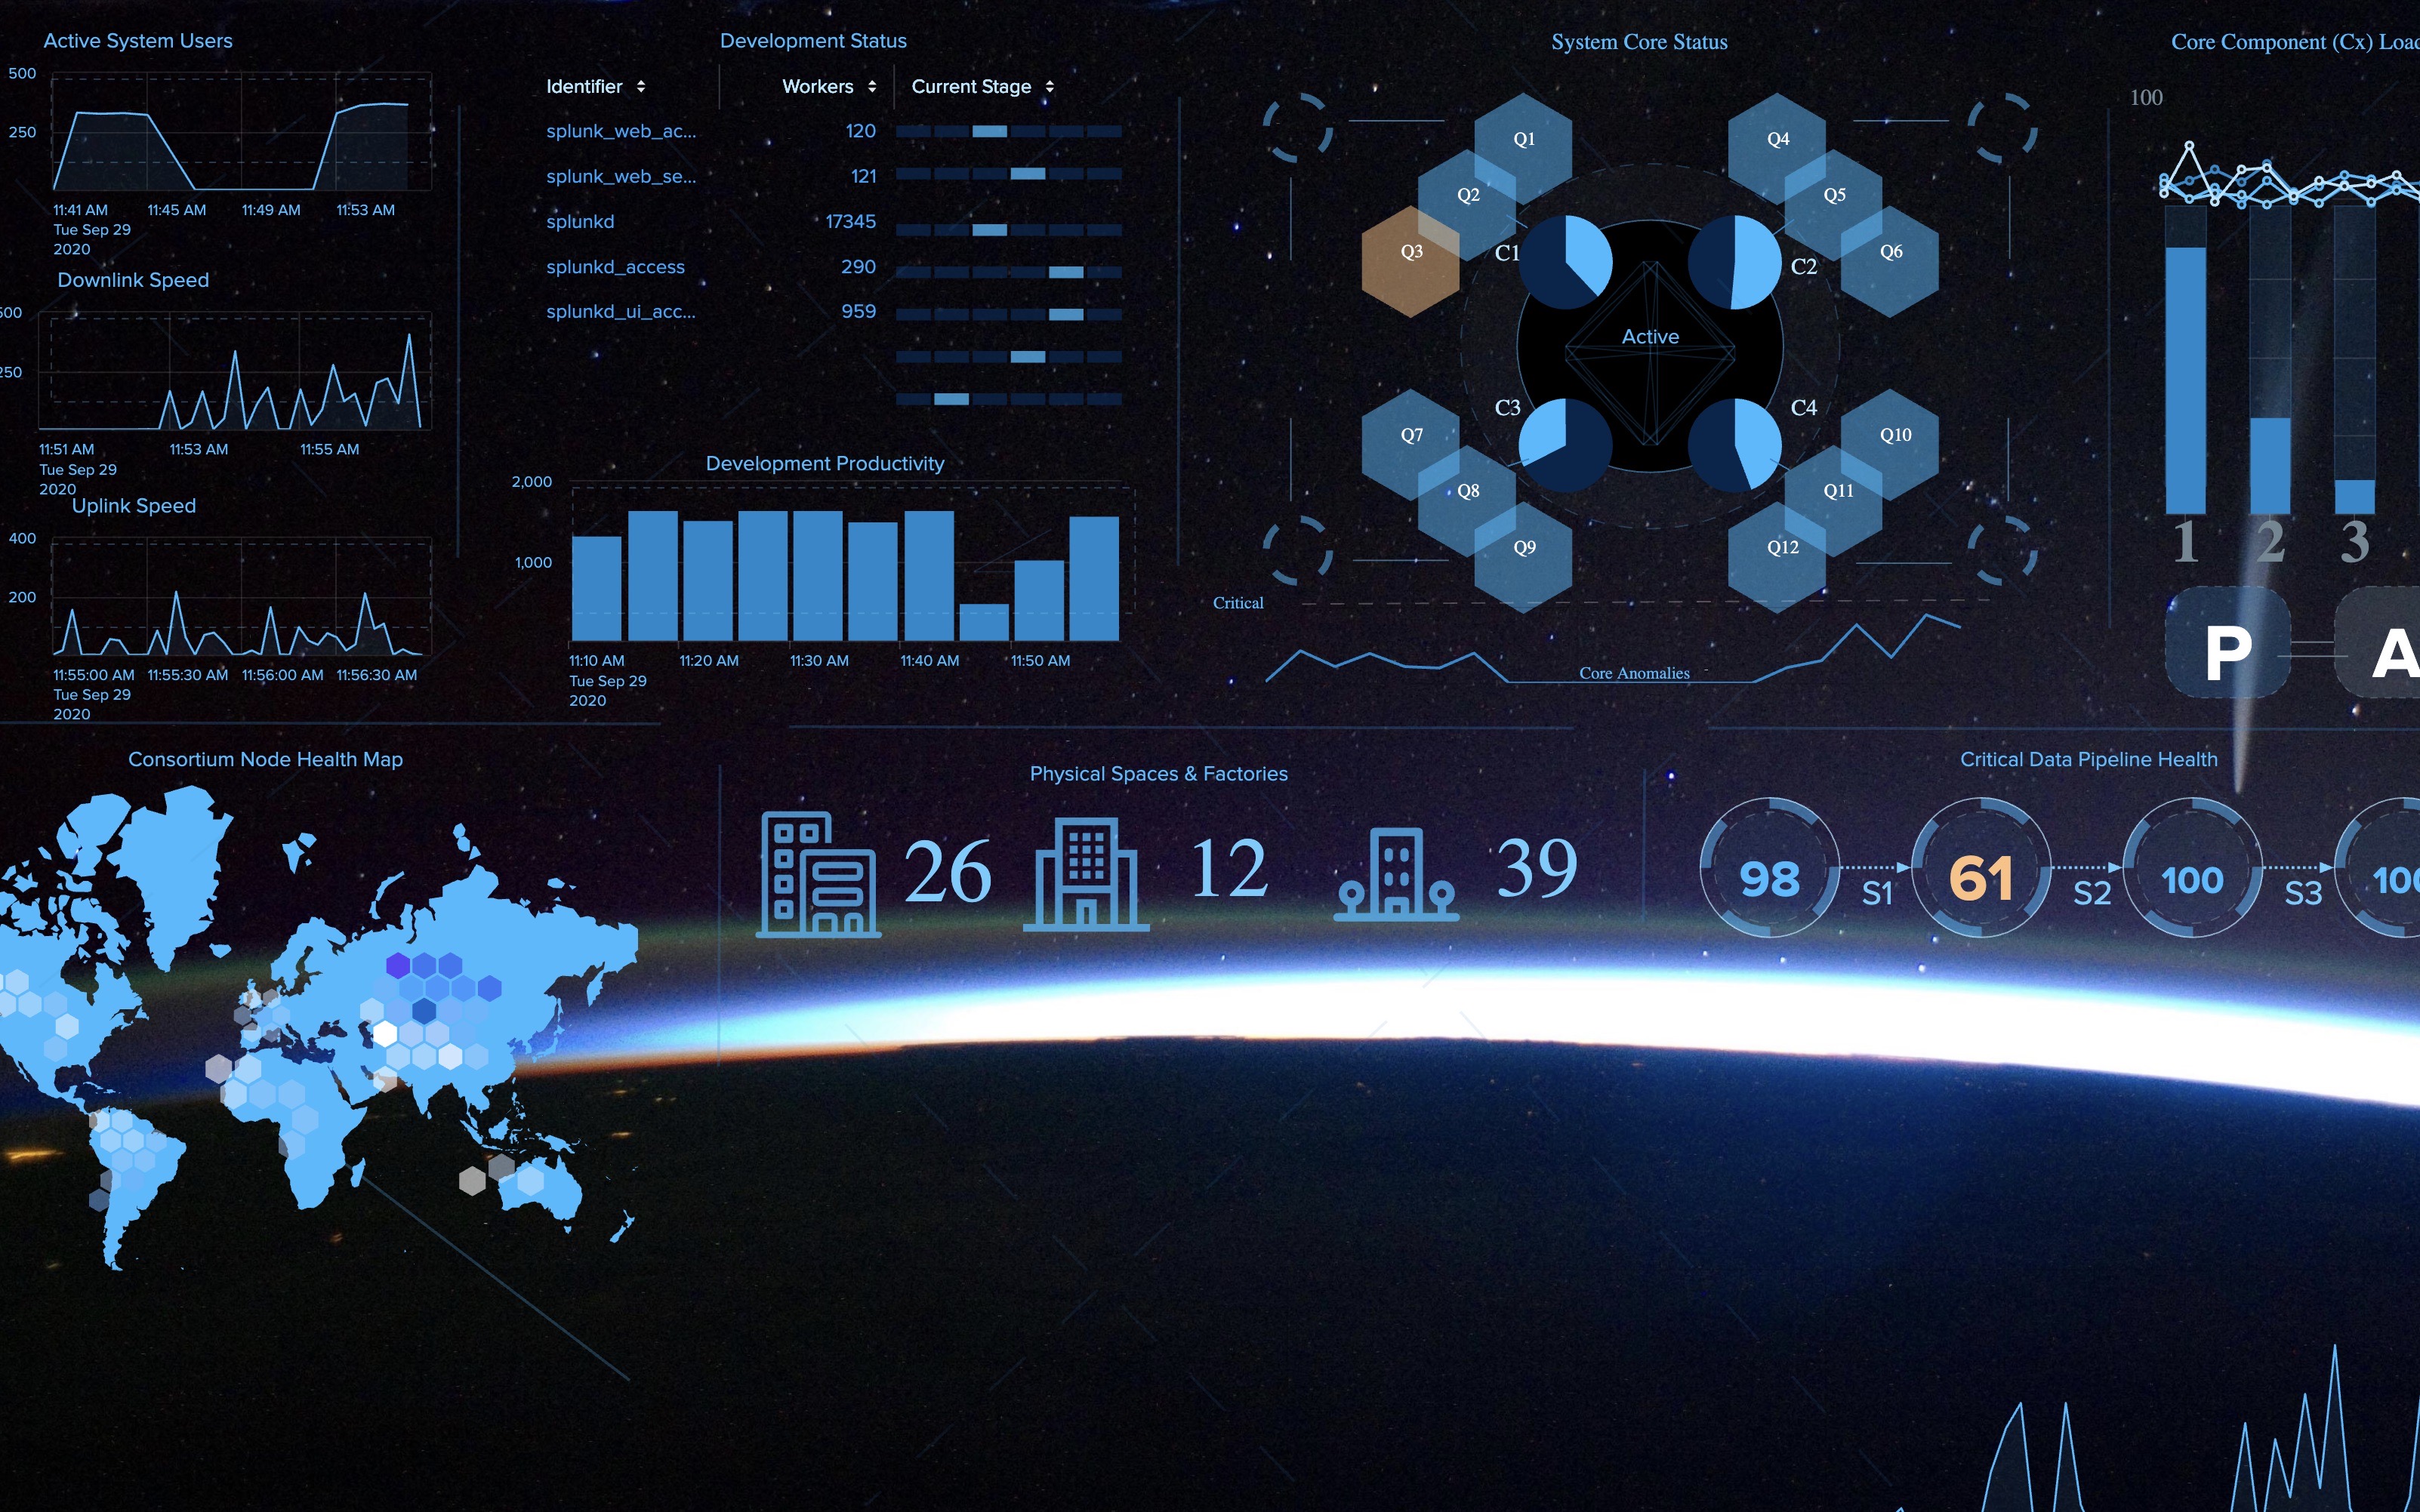 Active System Users
500
250
11:41 AM 11:45 AM 11:49 AM 11:53 AM
Tue Sep 29
2020
Downlink Speed
250
11:51 AM 11:53 AM 11:55 AM
Tue Sep 29
2020
Uplink Speed
400
200
11:55:00 AM 11:55:30 AM 11:56:00 AM 11:56:30 AM
Tue Sep 29
2020
Development Status
Identifier Workers Current Stage
splunk_web_ac... 120
splunk_web_se... 121
splunkd 17345
splunkd_access 290
splunkd_ui_acc... 959
Development Productivity
2,000
1,000
11:10 AM 11:20 AM 11:30 AM 11:40 AM 11:50 AM
Tue Sep 29
2020
System Core Status
Q1 Q4
Q2 Q5
Q3 C1 C2 Q6
Active
C3 C4
Q7 Q10
Q8 Q11
Q9 Q12
Critical
Core Anomalies
Core Component (Cx) Load
100
1 2 3
P A
Consortium Node Health Map
Physical Spaces & Factories
26 12 39
Critical Data Pipeline Health
98 S1 61 S2 100 S3 100